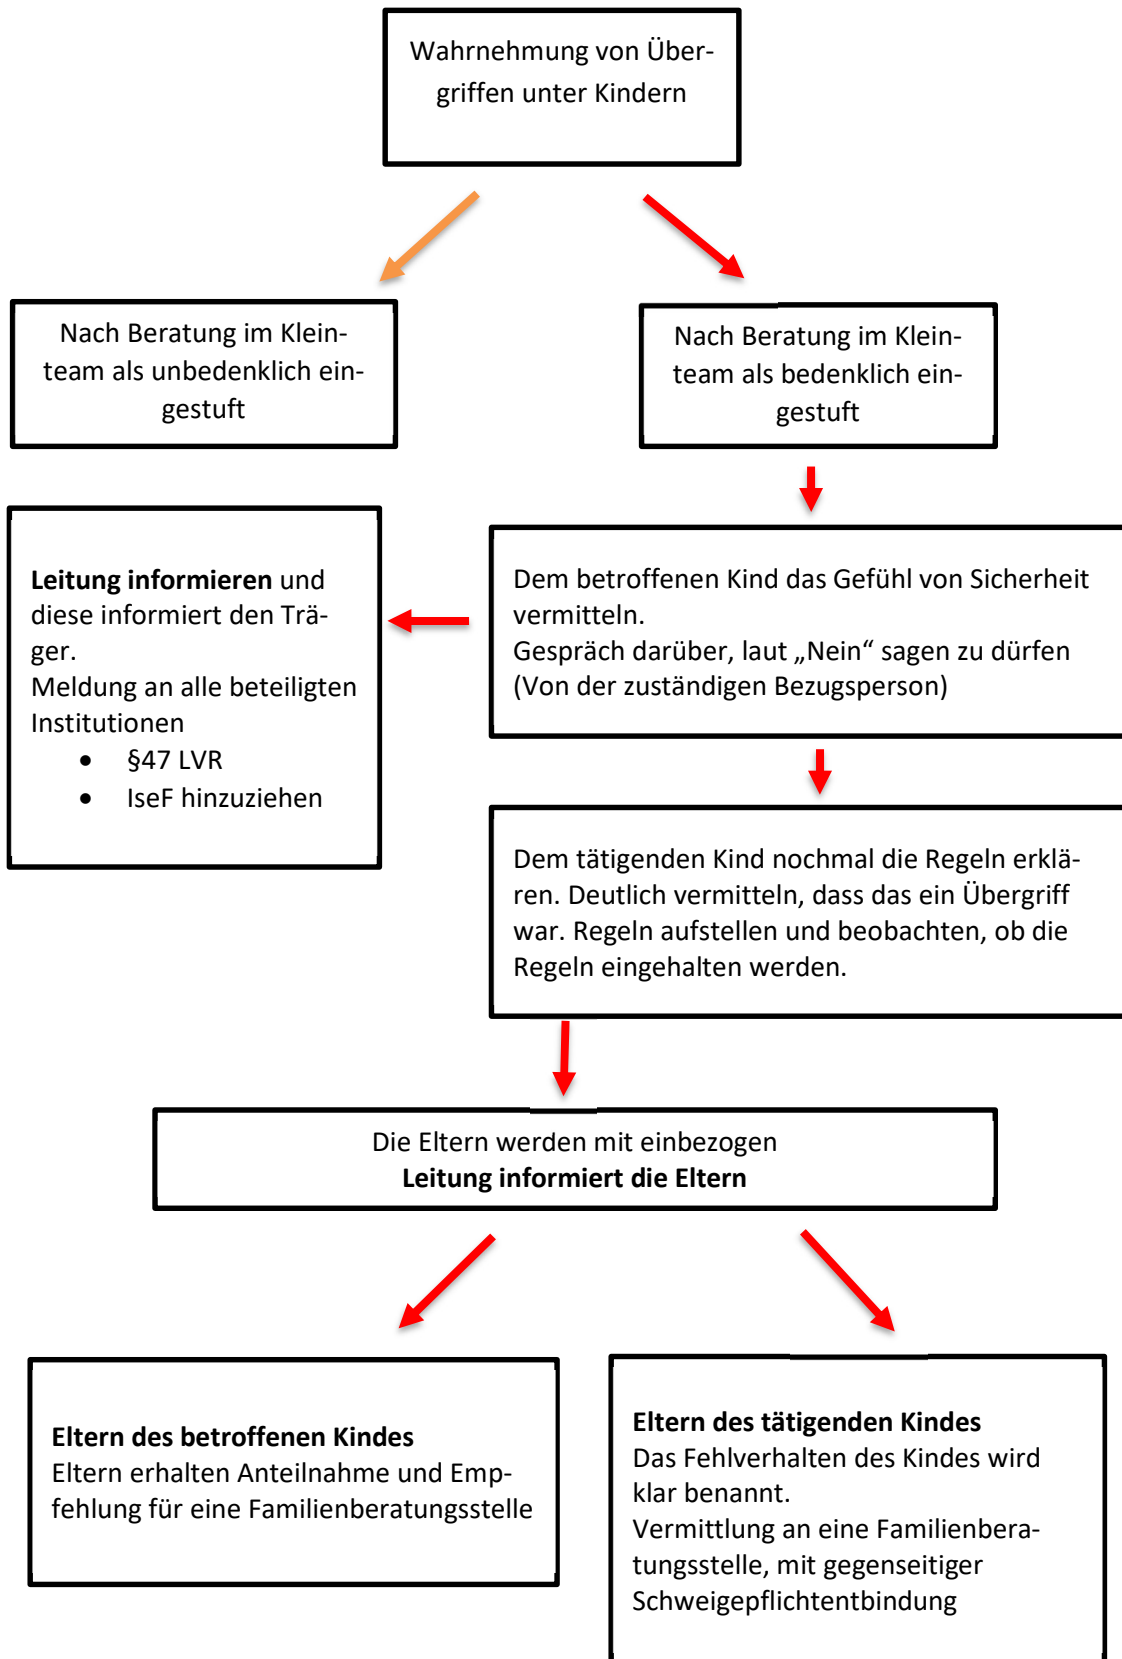 Wahrnehmung von Über-
griffen unter Kindern
Nach Beratung im Klein-
team als unbedenklich ein-
gestuft
Nach Beratung im Klein-
team als bedenklich ein-
gestuft
Leitung informieren und
diese informiert den Trä-
ger.
Meldung an alle beteiligten
Institutionen
• §47 LVR
• IseF hinzuziehen
Dem betroffenen Kind das Gefühl von Sicherheit
vermitteln.
Gespräch darüber, laut „Nein“ sagen zu dürfen
(Von der zuständigen Bezugsperson)
Dem tätigenden Kind nochmal die Regeln erklä-
ren. Deutlich vermitteln, dass das ein Übergriff
war. Regeln aufstellen und beobachten, ob die
Regeln eingehalten werden.
Die Eltern werden mit einbezogen
Leitung informiert die Eltern
Eltern des betroffenen Kindes
Eltern erhalten Anteilnahme und Emp-
fehlung für eine Familienberatungsstelle
Eltern des tätigenden Kindes
Das Fehlverhalten des Kindes wird
klar benannt.
Vermittlung an eine Familienbera-
tungsstelle, mit gegenseitiger
Schweigepflichtentbindung